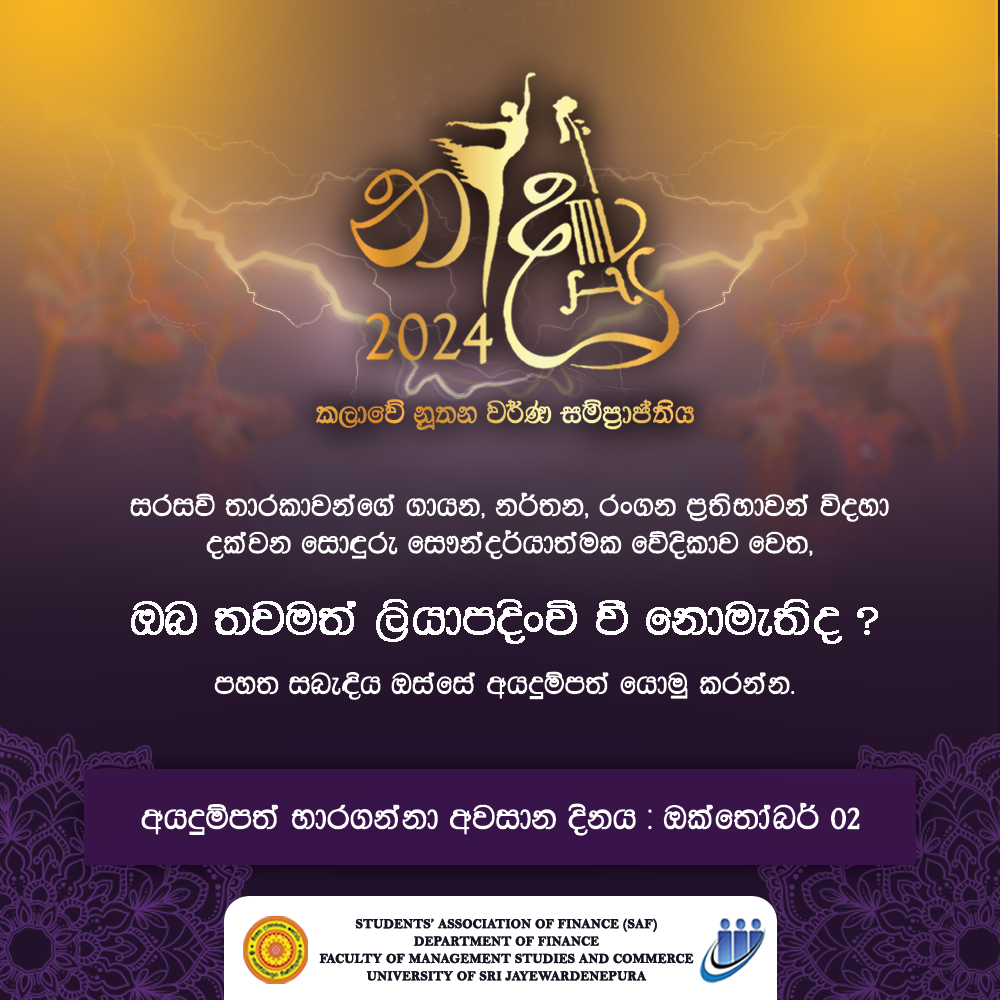 නාද
2024
කලාවේ නූතන වර්ණ සම්ප්‍රාප්තිය
සරසවි තාරකාවන්ගේ ගායන, නර්තන, රංගන ප්‍රතිභාවන් විදහා
දක්වන සොඳුරු සෞන්දර්යාත්මක වේදිකාව වෙත,
ඔබ තවමත් ලියාපදිංචි වී නොමැතිද ?
පහත සබැඳිය ඔස්සේ අයදුම්පත් යොමු කරන්න.
අයදුම්පත් භාරගන්නා අවසාන දිනය : ඔක්තෝබර් 02
STUDENTS' ASSOCIATION OF FINANCE (SAF)
DEPARTMENT OF FINANCE
FACULTY OF MANAGEMENT STUDIES AND COMMERCE
UNIVERSITY OF SRI JAYEWARDENEPURA